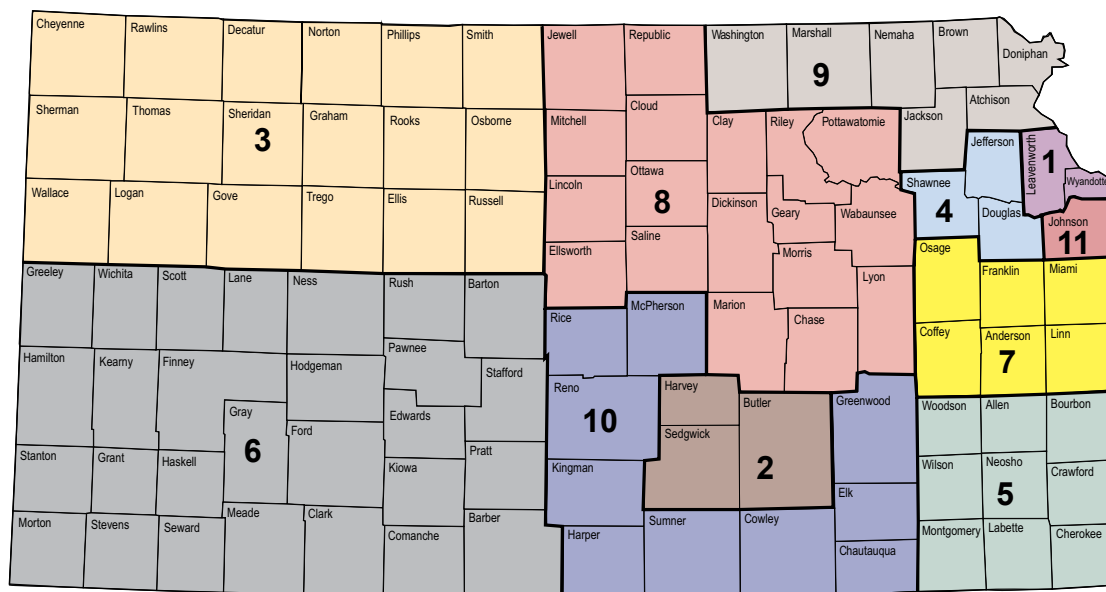 Cheyenne
Rawlins
Decatur
Norton
Phillips
Smith
Jewell
Republic
Washington
Marshall
Nemaha
Brown
Doniphan
9
Sherman
Thomas
Sheridan
Graham
Rooks
Osborne
3
Mitchell
Cloud
Clay
Riley
Pottawatomie
Jackson
Atchison
Jefferson
Leavenworth
1
Wyandotte
Wallace
Logan
Gove
Trego
Ellis
Russell
Lincoln
Ottawa
8
Dickinson
Geary
Wabaunsee
Shawnee
4
Douglas
Johnson
11
Ellsworth
Saline
Morris
Lyon
Osage
Franklin
Miami
Greeley
Wichita
Scott
Lane
Ness
Rush
Barton
Rice
McPherson
Marion
Chase
Coffey
Anderson
Linn
7
Hamilton
Kearny
Finney
Hodgeman
Pawnee
Stafford
Reno
10
Harvey
Butler
Greenwood
Woodson
Allen
Bourbon
Gray
6
Ford
Edwards
Sedgwick
2
Stanton
Grant
Haskell
Kiowa
Pratt
Kingman
Elk
Wilson
Neosho
5
Crawford
Morton
Stevens
Seward
Meade
Clark
Comanche
Barber
Harper
Sumner
Cowley
Chautauqua
Montgomery
Labette
Cherokee